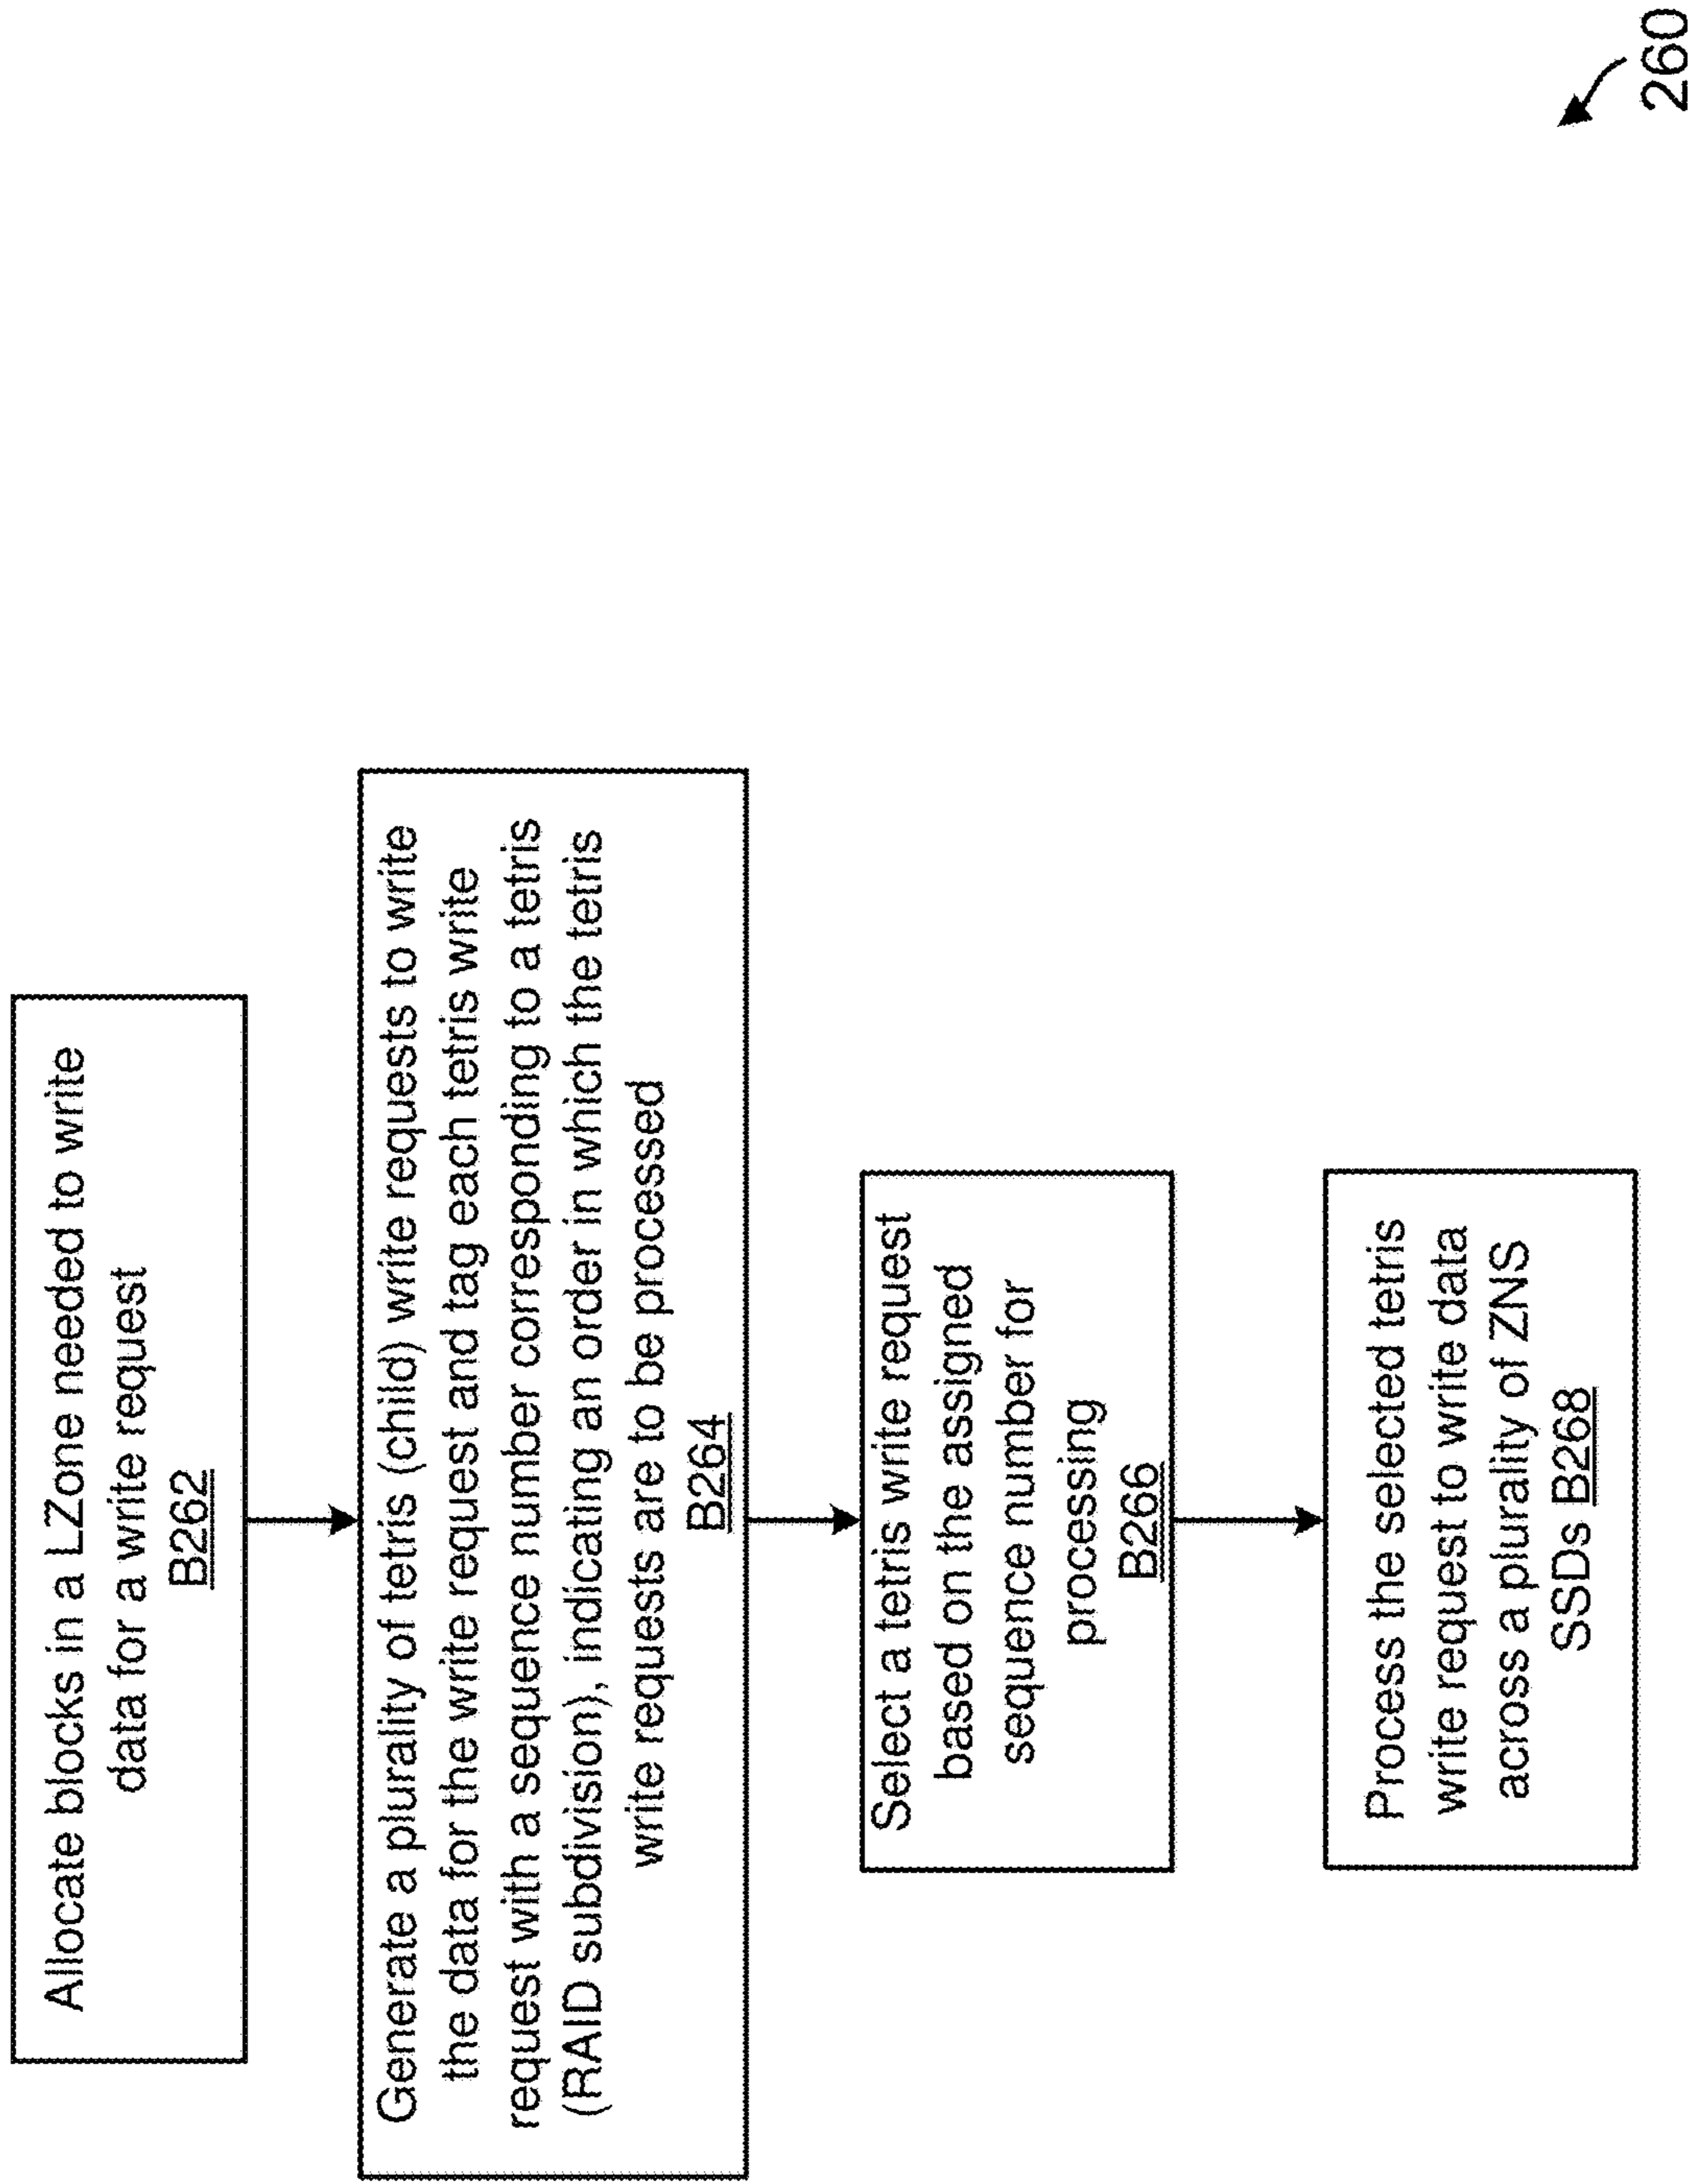 Allocate blocks in a LZone needed to write
data for a write request
B262
Generate a plurality of tetris (child) write requests to write
the data for the write request and tag each tetris write
request with a sequence number corresponding to a tetris
(RAID subdivision), indicating an order in which the tetris
write requests are to be processed
B264
Select a tetris write request
based on the assigned
sequence number for
processing
B266
Process the selected tetris
write request to write data
across a plurality of ZNS
SSDs B268
260